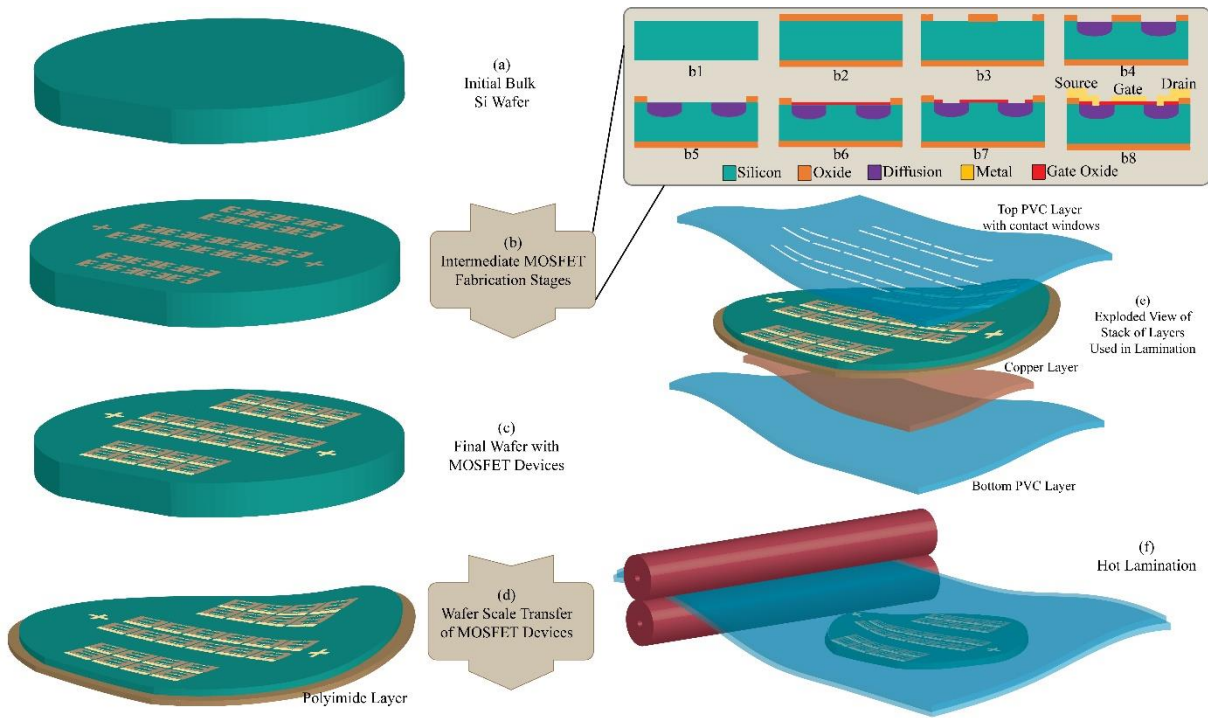 (a)
Initial Bulk
Si Wafer
b1
b2
b3
b4
Source
Gate
Drain
b5
b6
b7
b8
Silicon
Oxide
Diffusion
Metal
Gate Oxide
(b)
Intermediate MOSFET
Fabrication Stages
Top PVC Layer
with contact windows
(e)
Exploded View of
Stack of Layers
Used in Lamination
Copper Layer
Bottom PVC Layer
(c)
Final Wafer with
MOSFET Devices
(d)
Wafer Scale Transfer
of MOSFET Devices
Polyimide Layer
(f)
Hot Lamination